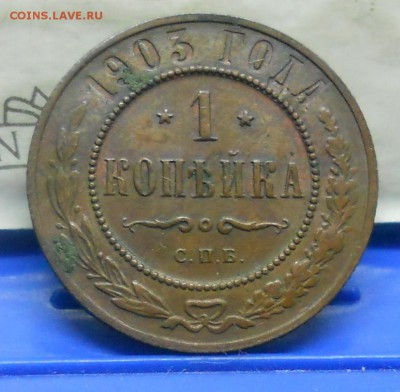 COINS.LAVE.RU
1903 ГОДА
1
КОПѢЙКА
С.П.Б.